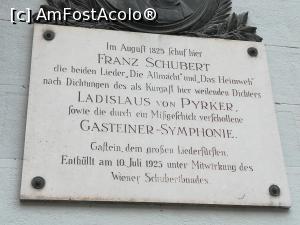 [c] AmFostAcolo®
Im August 1825 schuf hier
FRANZ SCHUBERT
die beiden Lieder „Die Allmacht" und „Das Heimweh"
nach Dichtungen des als Kurgast hier weilenden Dichters
LADISLAUS VON PYRKER,
sowie die durch ein Mißgeschich verschollene
GASTEINER-SYMPHONIE.
Gastein, dem großen Liederfürsten.
Enthüllt am 10. Juli 1925 unter Mitwirkung des
Wiener Schubertbundes.